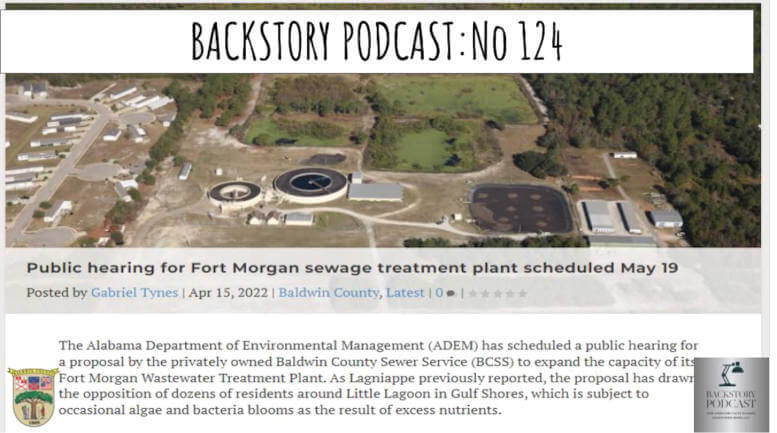 BACKSTORY PODCAST:No 124
Public hearing for Fort Morgan sewage treatment plant scheduled May 19
Posted by Gabriel Tynes | Apr 15, 2022 | Baldwin County, Latest | 0 |
The Alabama Department of Environmental Management (ADEM) has scheduled a public hearing for
a proposal by the privately owned Baldwin County Sewer Service (BCSS) to expand the capacity of its
Fort Morgan Wastewater Treatment Plant. As Lagniappe previously reported, the proposal has drawn
the opposition of dozens of residents around Little Lagoon in Gulf Shores, which is subject to
occasional algae and bacteria blooms as the result of excess nutrients.
BACKSTORY
PODCAST